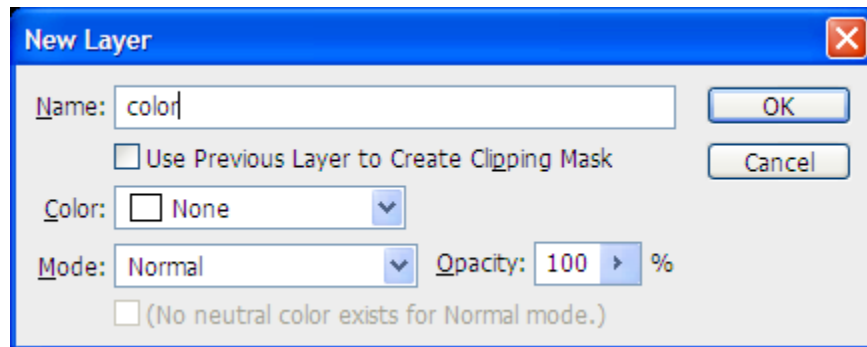 New Layer
Name: color OK
Use Previous Layer to Create Clipping Mask Cancel
Color: None
Mode: Normal Opacity: 100 %
(No neutral color exists for Normal mode.)